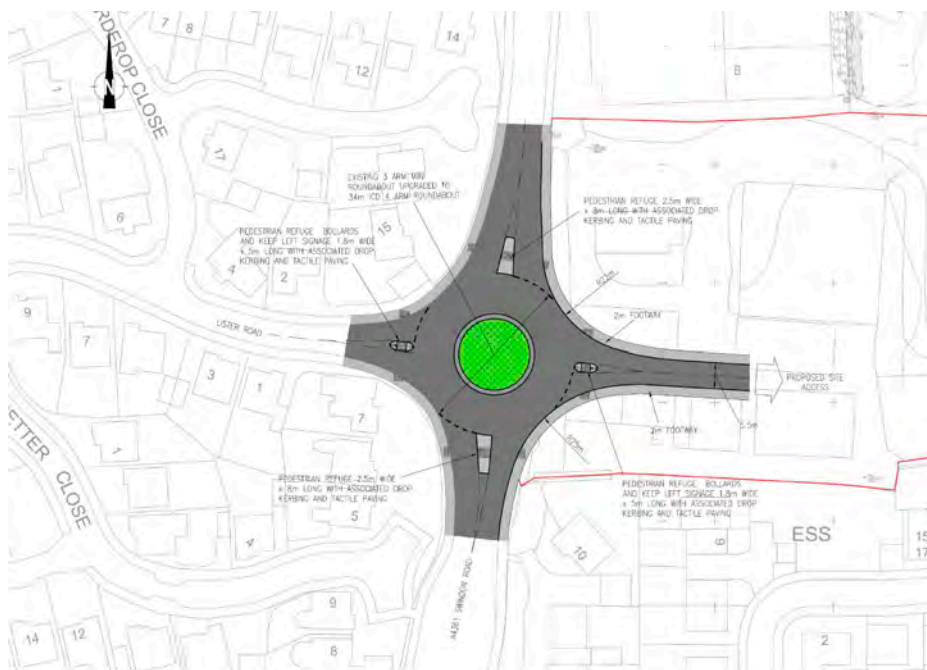 7
8
14
12
B
1
ARDEROP CLOSE
N
17
6
15
4
2
EXISTING 3 ARM MINI
ROUNDABOUT UPGRADED TO
34m ICD 4 ARM ROUNDABOUT
PEDESTRIAN REFUGE 2.5m WIDE
x 8m LONG WITH ASSOCIATED DROP
KERBING AND TACTILE PAVING
PEDESTRIAN REFUGE BOLLARDS
AND KEEP LEFT SIGNAGE 1.8m WIDE
x 5m LONG WITH ASSOCIATED DROP
KERBING AND TACTILE PAVING
R22m
2m FOOTWAY
LISTER ROAD
9
7
3
1
7
PROPOSED SITE
ACCESS
5.5m
2m FOOTWAY
R25m
ETTER CLOSE
1
4
5
PEDESTRIAN REFUGE 2.5m WIDE
x 8m LONG WITH ASSOCIATED DROP
KERBING AND TACTILE PAVING
PEDESTRIAN REFUGE BOLLARDS
AND KEEP LEFT SIGNAGE 1.8m WIDE
x 5m LONG WITH ASSOCIATED DROP
KERBING AND TACTILE PAVING
A4361 SWINDON ROAD
10
ESS
15
17
9
8
14
12
2